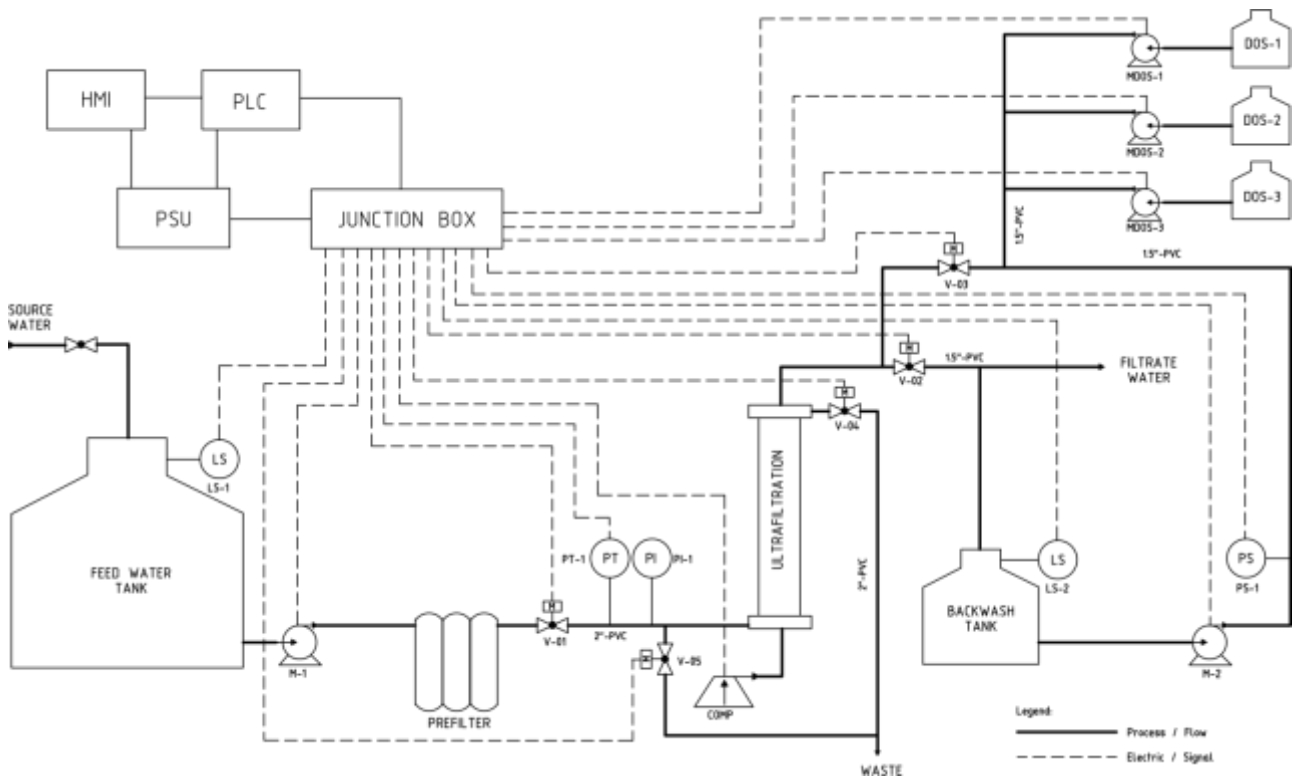 DOS-1
MDOS-1
HMI
PLC
DOS-2
MDOS-2
DOS-3
MDOS-3
PSU
JUNCTION BOX
1.5"-PVC
1.5"-PVC
M
V-03
SOURCE
WATER
M
1.5"-PVC
V-02
FILTRATE
WATER
M
V-04
LS
LS-1
ULTRAFILTRATION
2"-PVC
FEED WATER
TANK
PT-1
PT
PI
PI-1
LS
LS-2
PS
PS-1
BACKWASH
TANK
M
V-01
2"-PVC
M
V-05
M-1
M-2
PREFILTER
COMP
WASTE
Legend:
Process / Flow
Electric / Signal